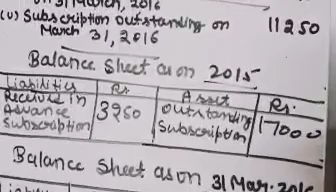 (v) Subscription outstanding on 11250
March 31, 2016
Balance Sheet as on 2015
Liabilities Rs Asset Rs.
Received in Advance Subscription 3950 Outstanding Subscription 17000
Balance Sheet as on 31 Mar. 2016